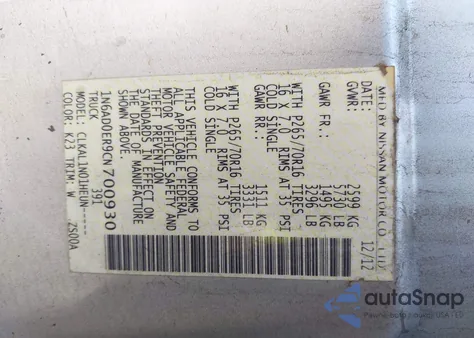 MFD BY NISSAN MOTOR CO., LTD.
12/12
GVWR: 2599 KG
5730 LB
GAWR FR.: 1495 KG
3296 LB
WITH P265/70R16 TIRES
16 X 7.0 RIMS AT 35 PSI
COLD SINGLE
GAWR RR: 1511 KG
3331 LB
WITH P265/70R16 TIRES
16 X 7.0 RIMS AT 35 PSI
COLD SINGLE
THIS VEHICLE CONFORMS TO
ALL APPLICABLE FEDERAL
MOTOR VEHICLE SAFETY AND
THEFT PREVENTION
STANDARDS IN EFFECT ON
THE DATE OF MANUFACTURE
SHOWN ABOVE.
1N6AD0ER9CN700930
TRUCK 391
MODEL: CLKALJN01HEUN-----
COLOR: K23 TRIM: W ZS00A
autoSnap